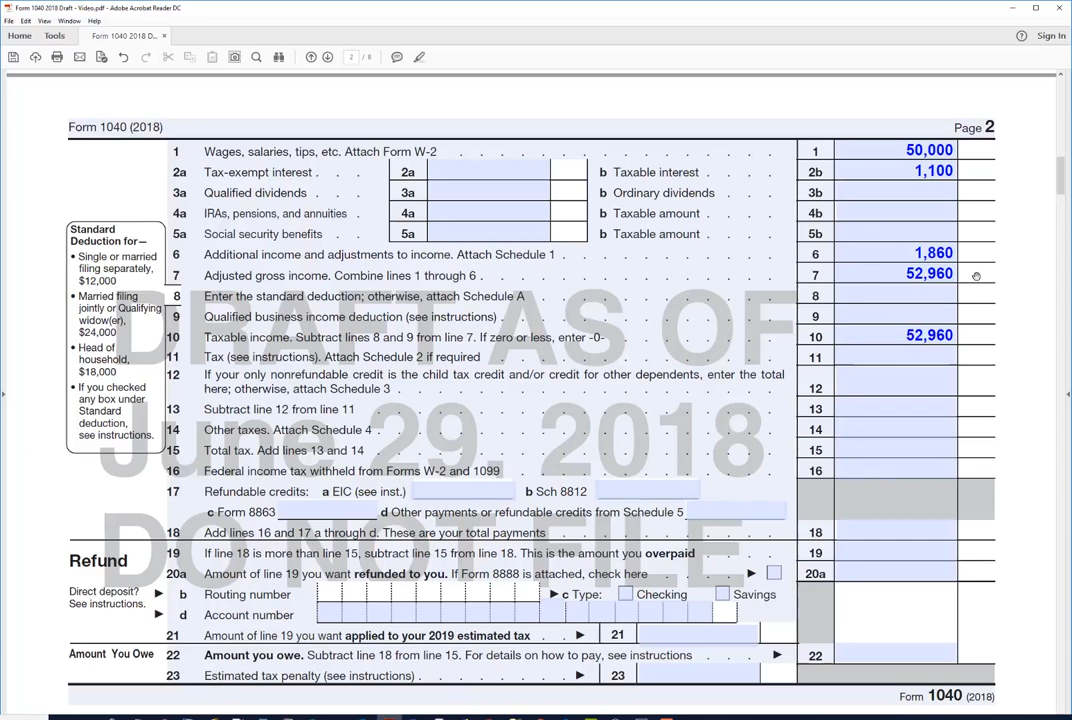 Form 1040 2018 Draft - Video.pdf - Adobe Acrobat Reader DC
File Edit View Window Help
Home Tools Form 1040 2018 D... × Sign In
2 / 8
Form 1040 (2018) Page 2
1 Wages, salaries, tips, etc. Attach Form W-2 . . . . . . . . . . . . . . . . 1 50,000
2a Tax-exempt interest . . . 2a b Taxable interest . . . 2b 1,100
3a Qualified dividends . . . 3a b Ordinary dividends . . . 3b
4a IRAs, pensions, and annuities . 4a b Taxable amount . . . 4b
5a Social security benefits . . 5a b Taxable amount . . . 5b
6 Additional income and adjustments to income. Attach Schedule 1 . . . . . . . . . . . 6 1,860
7 Adjusted gross income. Combine lines 1 through 6 . . . . . . . . . . . . . . 7 52,960
8 Enter the standard deduction; otherwise, attach Schedule A . . . . . . . . . . . . 8
9 Qualified business income deduction (see instructions) . . . . . . . . . . . . . 9
10 Taxable income. Subtract lines 8 and 9 from line 7. If zero or less, enter -0- . . . . . . . . . 10 52,960
11 Tax (see instructions). Attach Schedule 2 if required . . . . . . . . . . . . . . 11
12 If your only nonrefundable credit is the child tax credit and/or credit for other dependents, enter the total
here; otherwise, attach Schedule 3 . . . . . . . . . . . . . . . . . 12
13 Subtract line 12 from line 11 . . . . . . . . . . . . . . . . . . . 13
14 Other taxes. Attach Schedule 4 . . . . . . . . . . . . . . . . . . 14
15 Total tax. Add lines 13 and 14 . . . . . . . . . . . . . . . . . . 15
16 Federal income tax withheld from Forms W-2 and 1099 . . . . . . . . . . . . . 16
17 Refundable credits: a EIC (see inst.) b Sch 8812
c Form 8863 d Other payments or refundable credits from Schedule 5
18 Add lines 16 and 17 a through d. These are your total payments . . . . . . . . . . . 18
Standard
Deduction for—
• Single or married
filing separately,
$12,000
• Married filing
jointly or Qualifying
widow(er),
$24,000
• Head of
household,
$18,000
• If you checked
any box under
Standard
deduction,
see instructions.
Refund
19 If line 18 is more than line 15, subtract line 15 from line 18. This is the amount you overpaid . . . . 19
20a Amount of line 19 you want refunded to you. If Form 8888 is attached, check here . . . . . ▶ 20a
Direct deposit?
See instructions.
▶ b Routing number ▶ c Type: Checking Savings
▶ d Account number
21 Amount of line 19 you want applied to your 2019 estimated tax . . ▶ 21
Amount You Owe
22 Amount you owe. Subtract line 18 from line 15. For details on how to pay, see instructions . . . ▶ 22
23 Estimated tax penalty (see instructions) . . . . . . . . ▶ 23
Form 1040 (2018)
DRAFT AS OF
June 29, 2018
DO NOT FILE